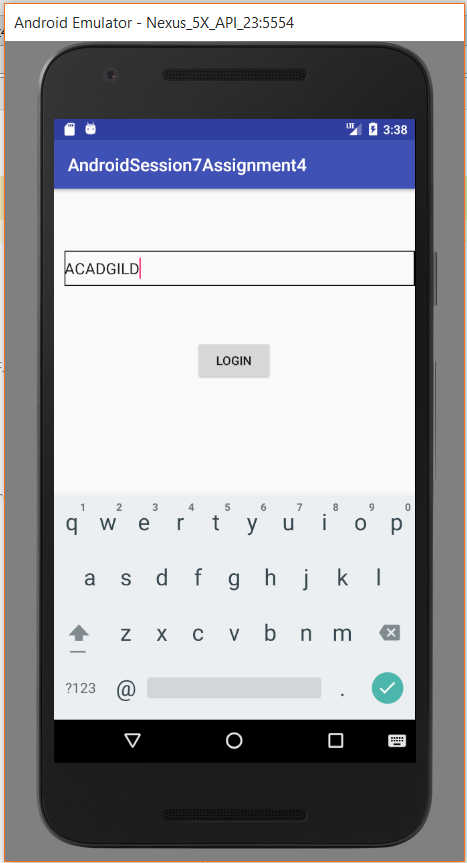 Android Emulator - Nexus_5X_API_23:5554
LTE 3:38
AndroidSession7Assignment4
ACADGILD
LOGIN
1 2 3 4 5 6 7 8 9 0
q w e r t y u i o p
a s d f g h j k l
z x c v b n m
?123 @ .